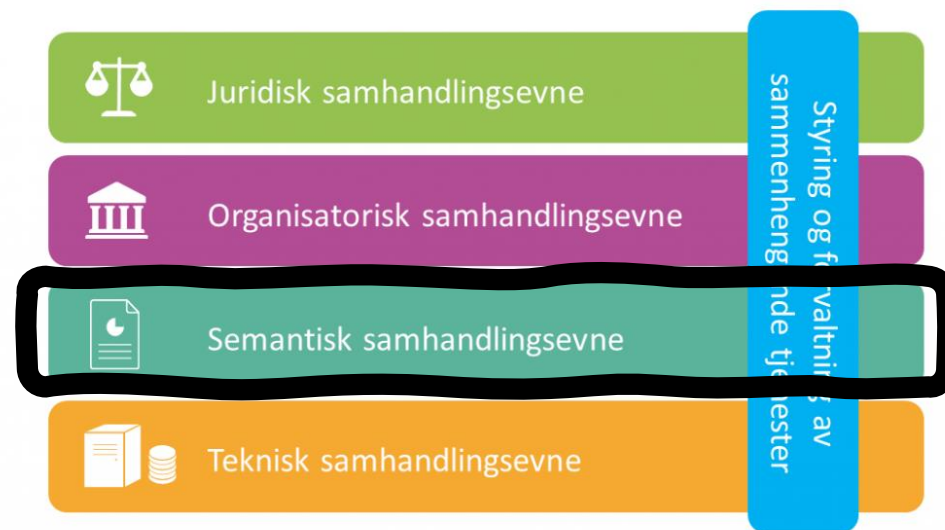 Juridisk samhandlingsevne
Organisatorisk samhandlingsevne
Semantisk samhandlingsevne
Teknisk samhandlingsevne
Styring og forvaltning av
sammenhengende tjenester